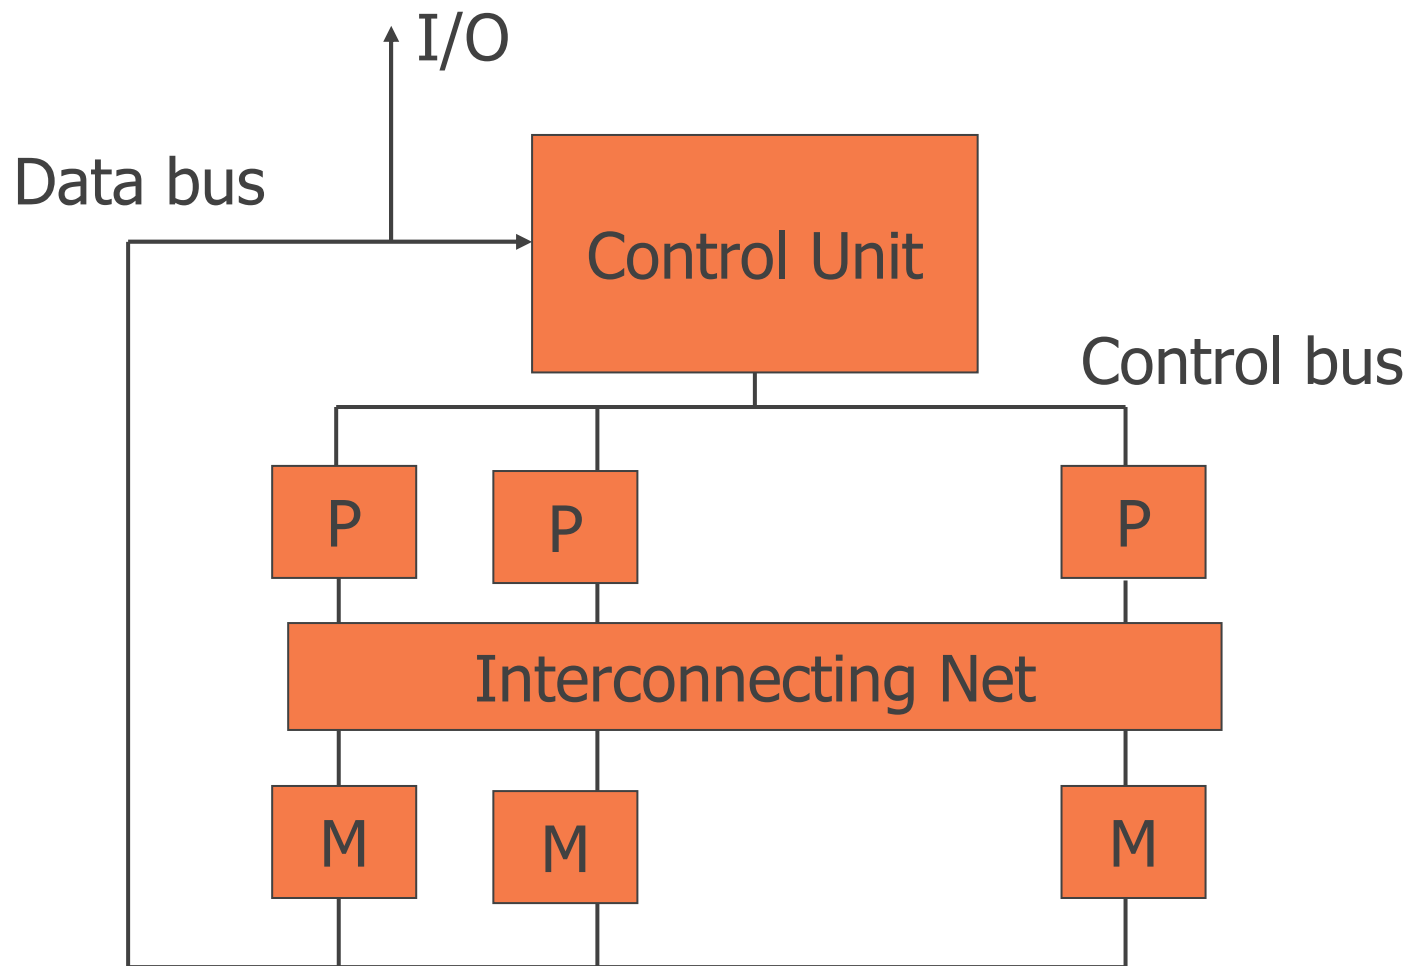 I/O
Data bus
Control Unit
Control bus
P
P
P
Interconnecting Net
M
M
M